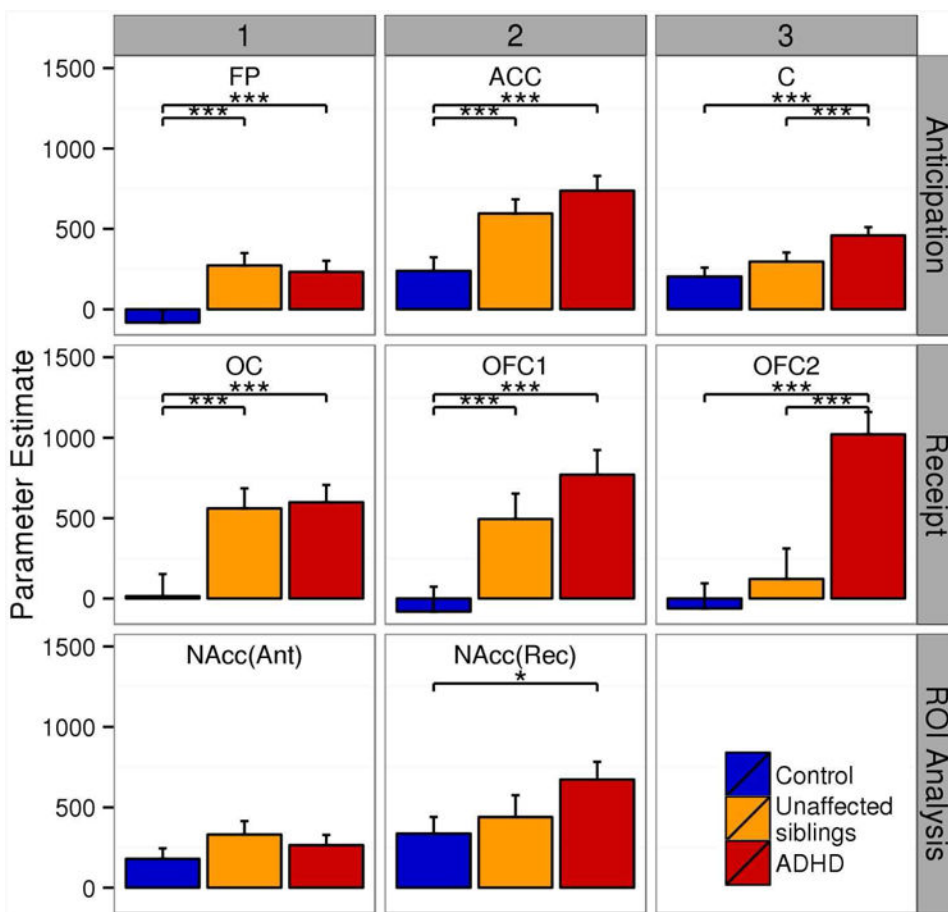 1 2 3
FP ACC C
*** *** ***
*** *** ***
1500
1000
500
0
Anticipation
OC OFC1 OFC2
*** *** ***
*** *** ***
1500
1000
500
0
Receipt
Parameter Estimate
NAcc(Ant) NAcc(Rec)
*
1500
1000
500
0
ROI Analysis
Control
Unaffected
siblings
ADHD